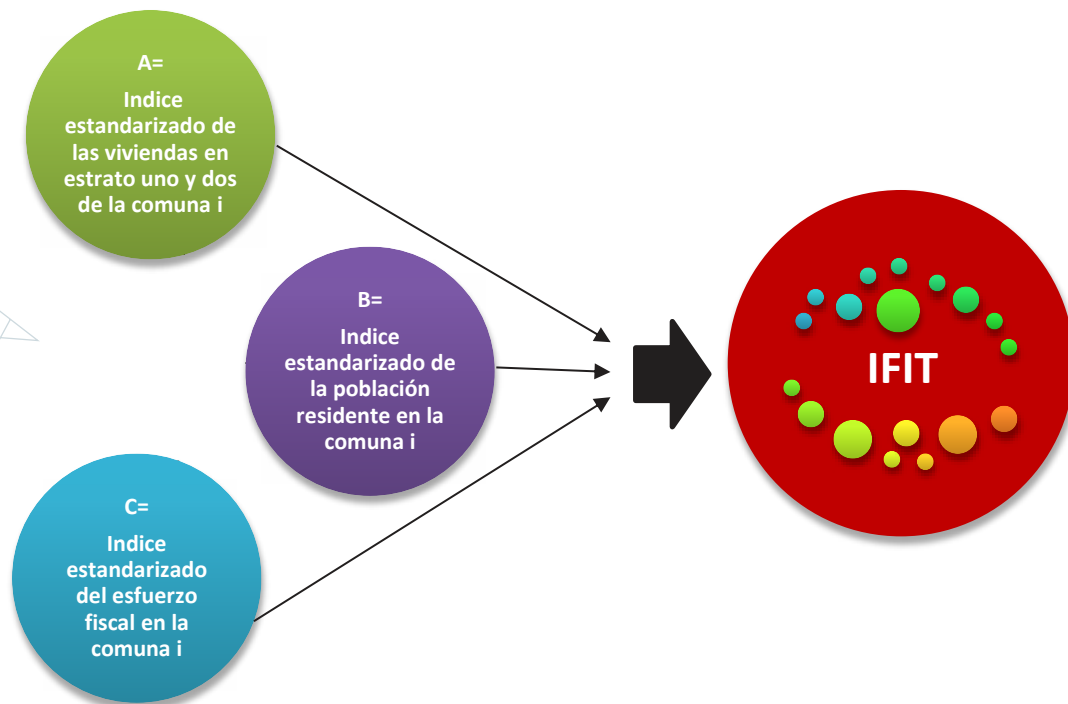 A=
Indice
estandarizado de
las viviendas en
estrato uno y dos
de la comuna i
B=
Indice
estandarizado de
la población
residente en la
comuna i
C=
Indice
estandarizado
del esfuerzo
fiscal en la
comuna i
IFIT